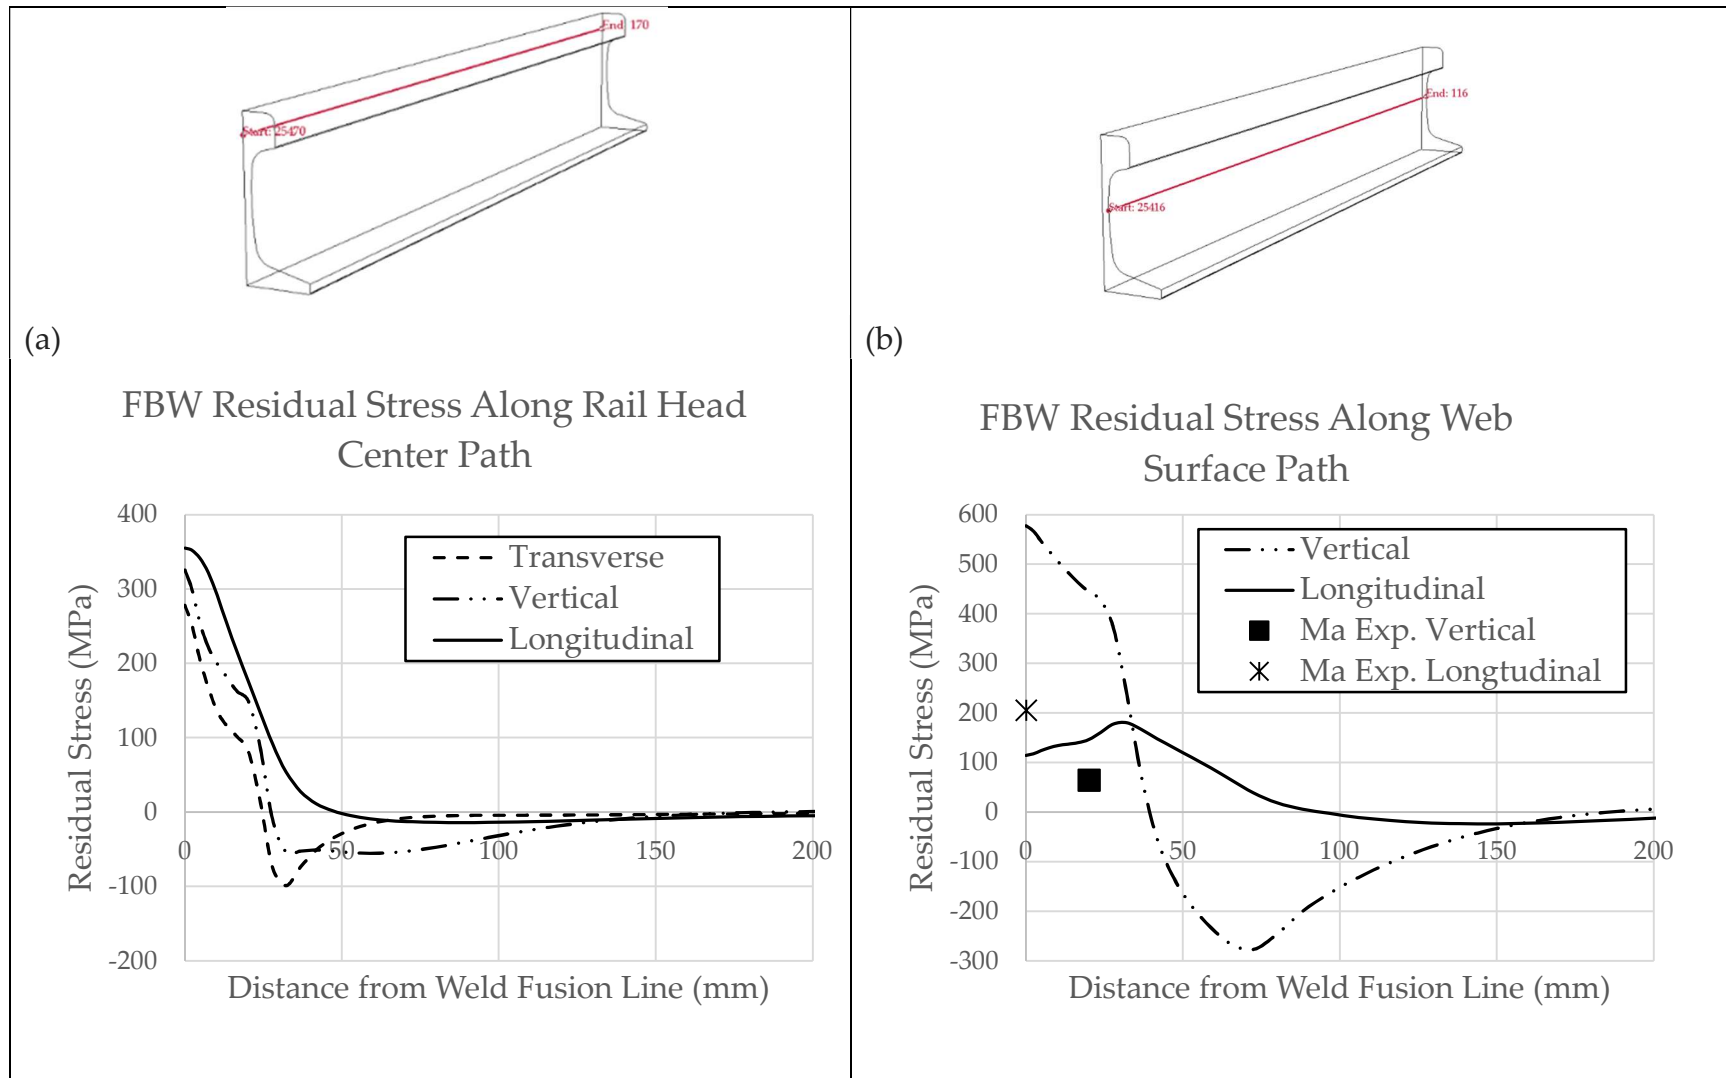 End: 170
Start: 25470
(a)
End: 116
Start: 25416
(b)
FBW Residual Stress Along Rail Head
Center Path
400
300
200
100
0
-100
-200
Residual Stress (MPa)
Transverse
Vertical
Longitudinal
0
50
100
150
200
Distance from Weld Fusion Line (mm)
FBW Residual Stress Along Web
Surface Path
600
500
400
300
200
100
0
-100
-200
-300
Residual Stress (MPa)
Vertical
Longitudinal
Ma Exp. Vertical
Ma Exp. Longtudinal
0
50
100
150
200
Distance from Weld Fusion Line (mm)